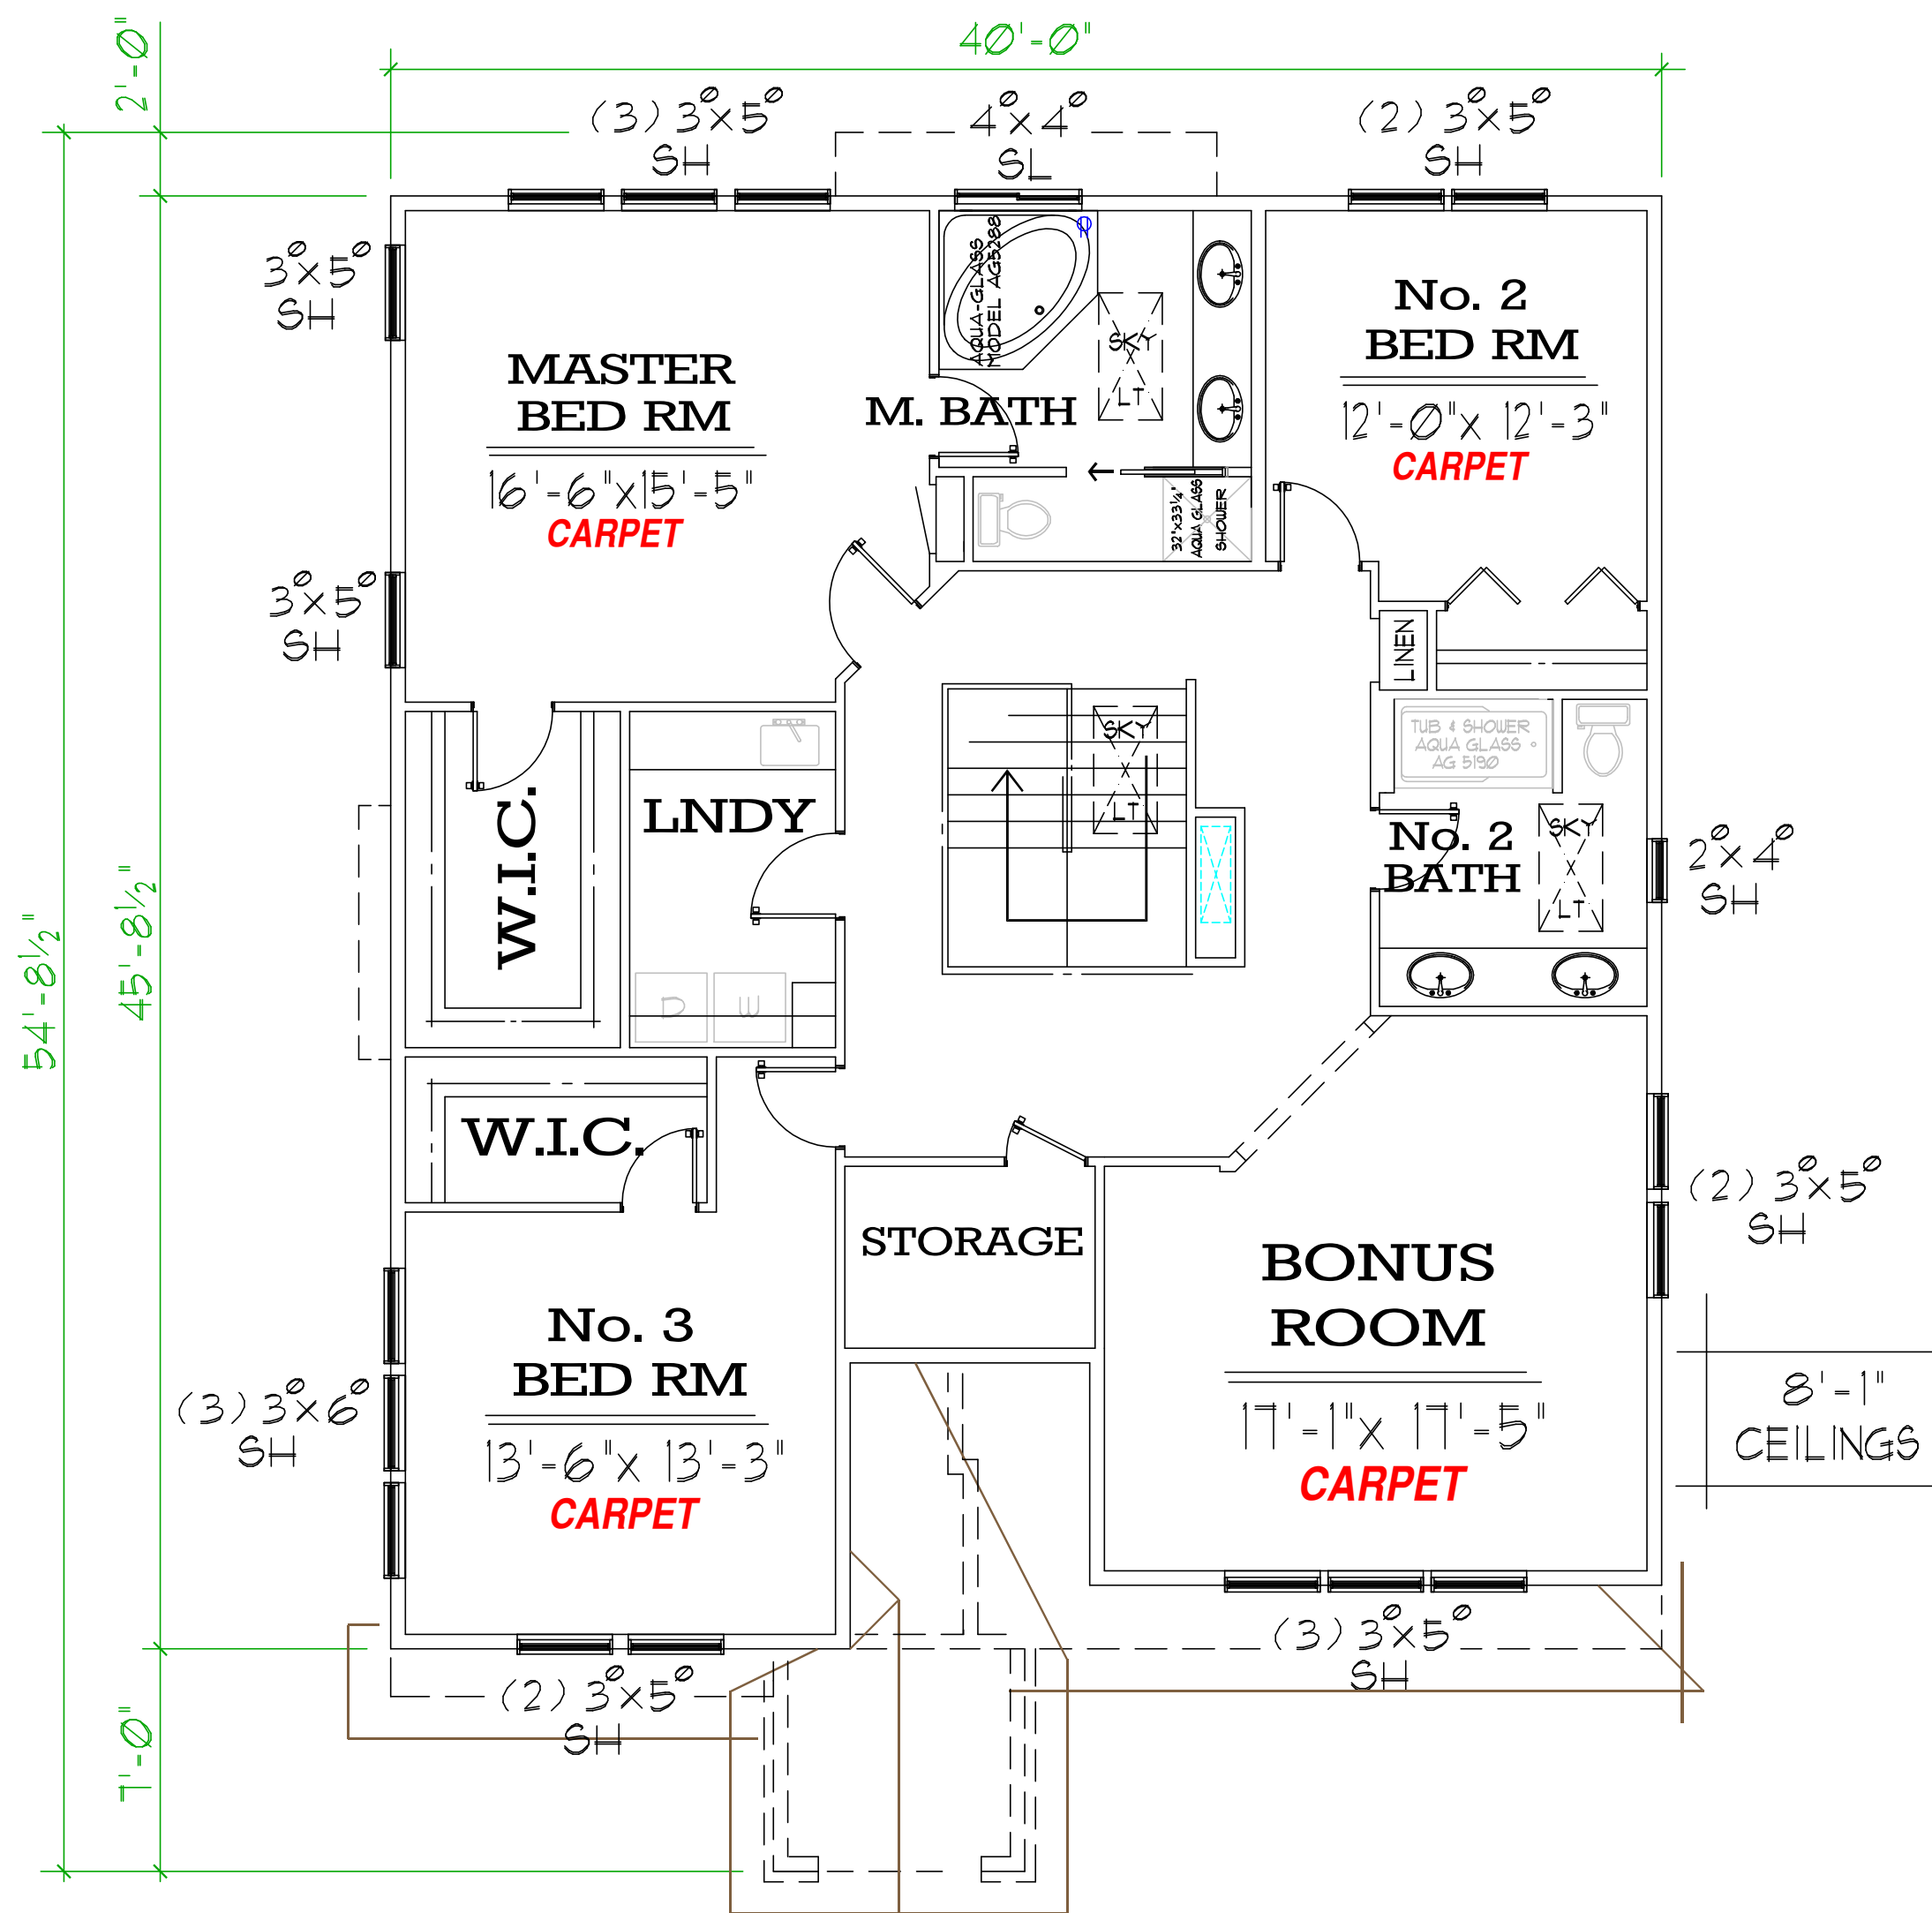 40'-0"
2'-0"
(3) 3⁰x5⁰
SH
4⁰x4⁰
SL
(2) 3⁰x5⁰
SH
3⁰x5⁰
SH
AQUA-GLASS
MODEL AG5288
SKY
LT
No. 2
BED RM
12'-0"x 12'-3"
CARPET
MASTER
BED RM
16'-6"x15'-5"
CARPET
M. BATH
32"x33¼"
AQUA GLASS
SHOWER
3⁰x5⁰
SH
LINEN
TUB & SHOWER
AQUA GLASS
AG 5190
SKY
LT
W.I.C.
LNDY
No. 2
BATH
SKY
LT
2⁰x4⁰
SH
54'-8½"
45'-8½"
D
W
W.I.C.
(2) 3⁰x5⁰
SH
STORAGE
BONUS
ROOM
17'-1"x 17'-5"
CARPET
No. 3
BED RM
13'-6"x 13'-3"
CARPET
(3) 3⁰x6⁰
SH
8'-1"
CEILINGS
(3) 3⁰x5⁰
SH
(2) 3⁰x5⁰
SH
7'-0"